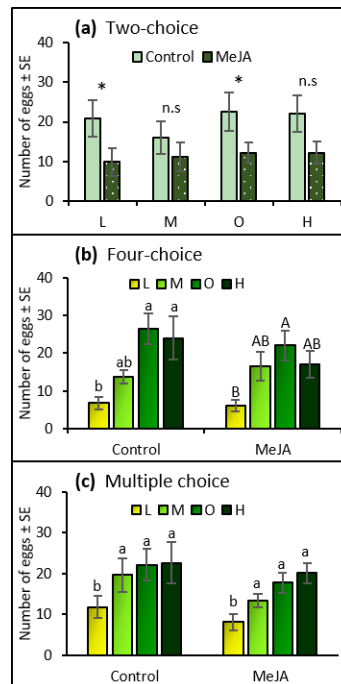 (a) Two-choice
Control MeJA
Number of eggs ± SE
40
30
20
10
0
* n.s * n.s
L M O H
(b) Four-choice
L M O H
Number of eggs ± SE
40
30
20
10
0
b ab a a B AB A AB
Control MeJA
(c) Multiple choice
L M O H
Number of eggs ± SE
40
30
20
10
0
b a a a b a a a
Control MeJA